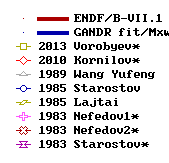 ENDF/B-VII.1
GANDR fit/Mxw
2013 Vorobyev*
2010 Kornilov*
1989 Wang Yufeng
1985 Starostov
1985 Lajtai
1983 Nefedov1*
1983 Nefedov2*
1983 Starostov*